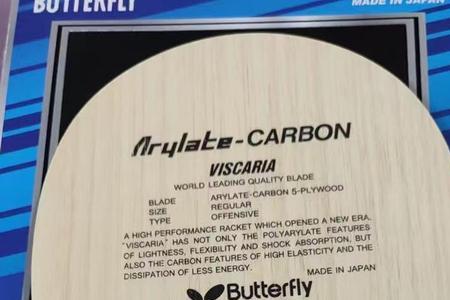 BUTTERFLY
MADE IN JAPAN
Arylate-CARBON
VISCARIA
WORLD LEADING QUALITY BLADE
BLADE ARYLATE-CARBON 5-PLYWOOD
SIZE REGULAR
TYPE OFFENSIVE
A HIGH PERFORMANCE RACKET WHICH OPENED A NEW ERA.
"VISCARIA" HAS NOT ONLY THE POLYARYLATE FEATURES
OF LIGHTNESS, FLEXIBILITY AND SHOCK ABSORPTION, BUT
ALSO THE CARBON FEATURES OF HIGH ELASTICITY AND THE
DISSIPATION OF LESS ENERGY.
MADE IN JAPAN
Butterfly